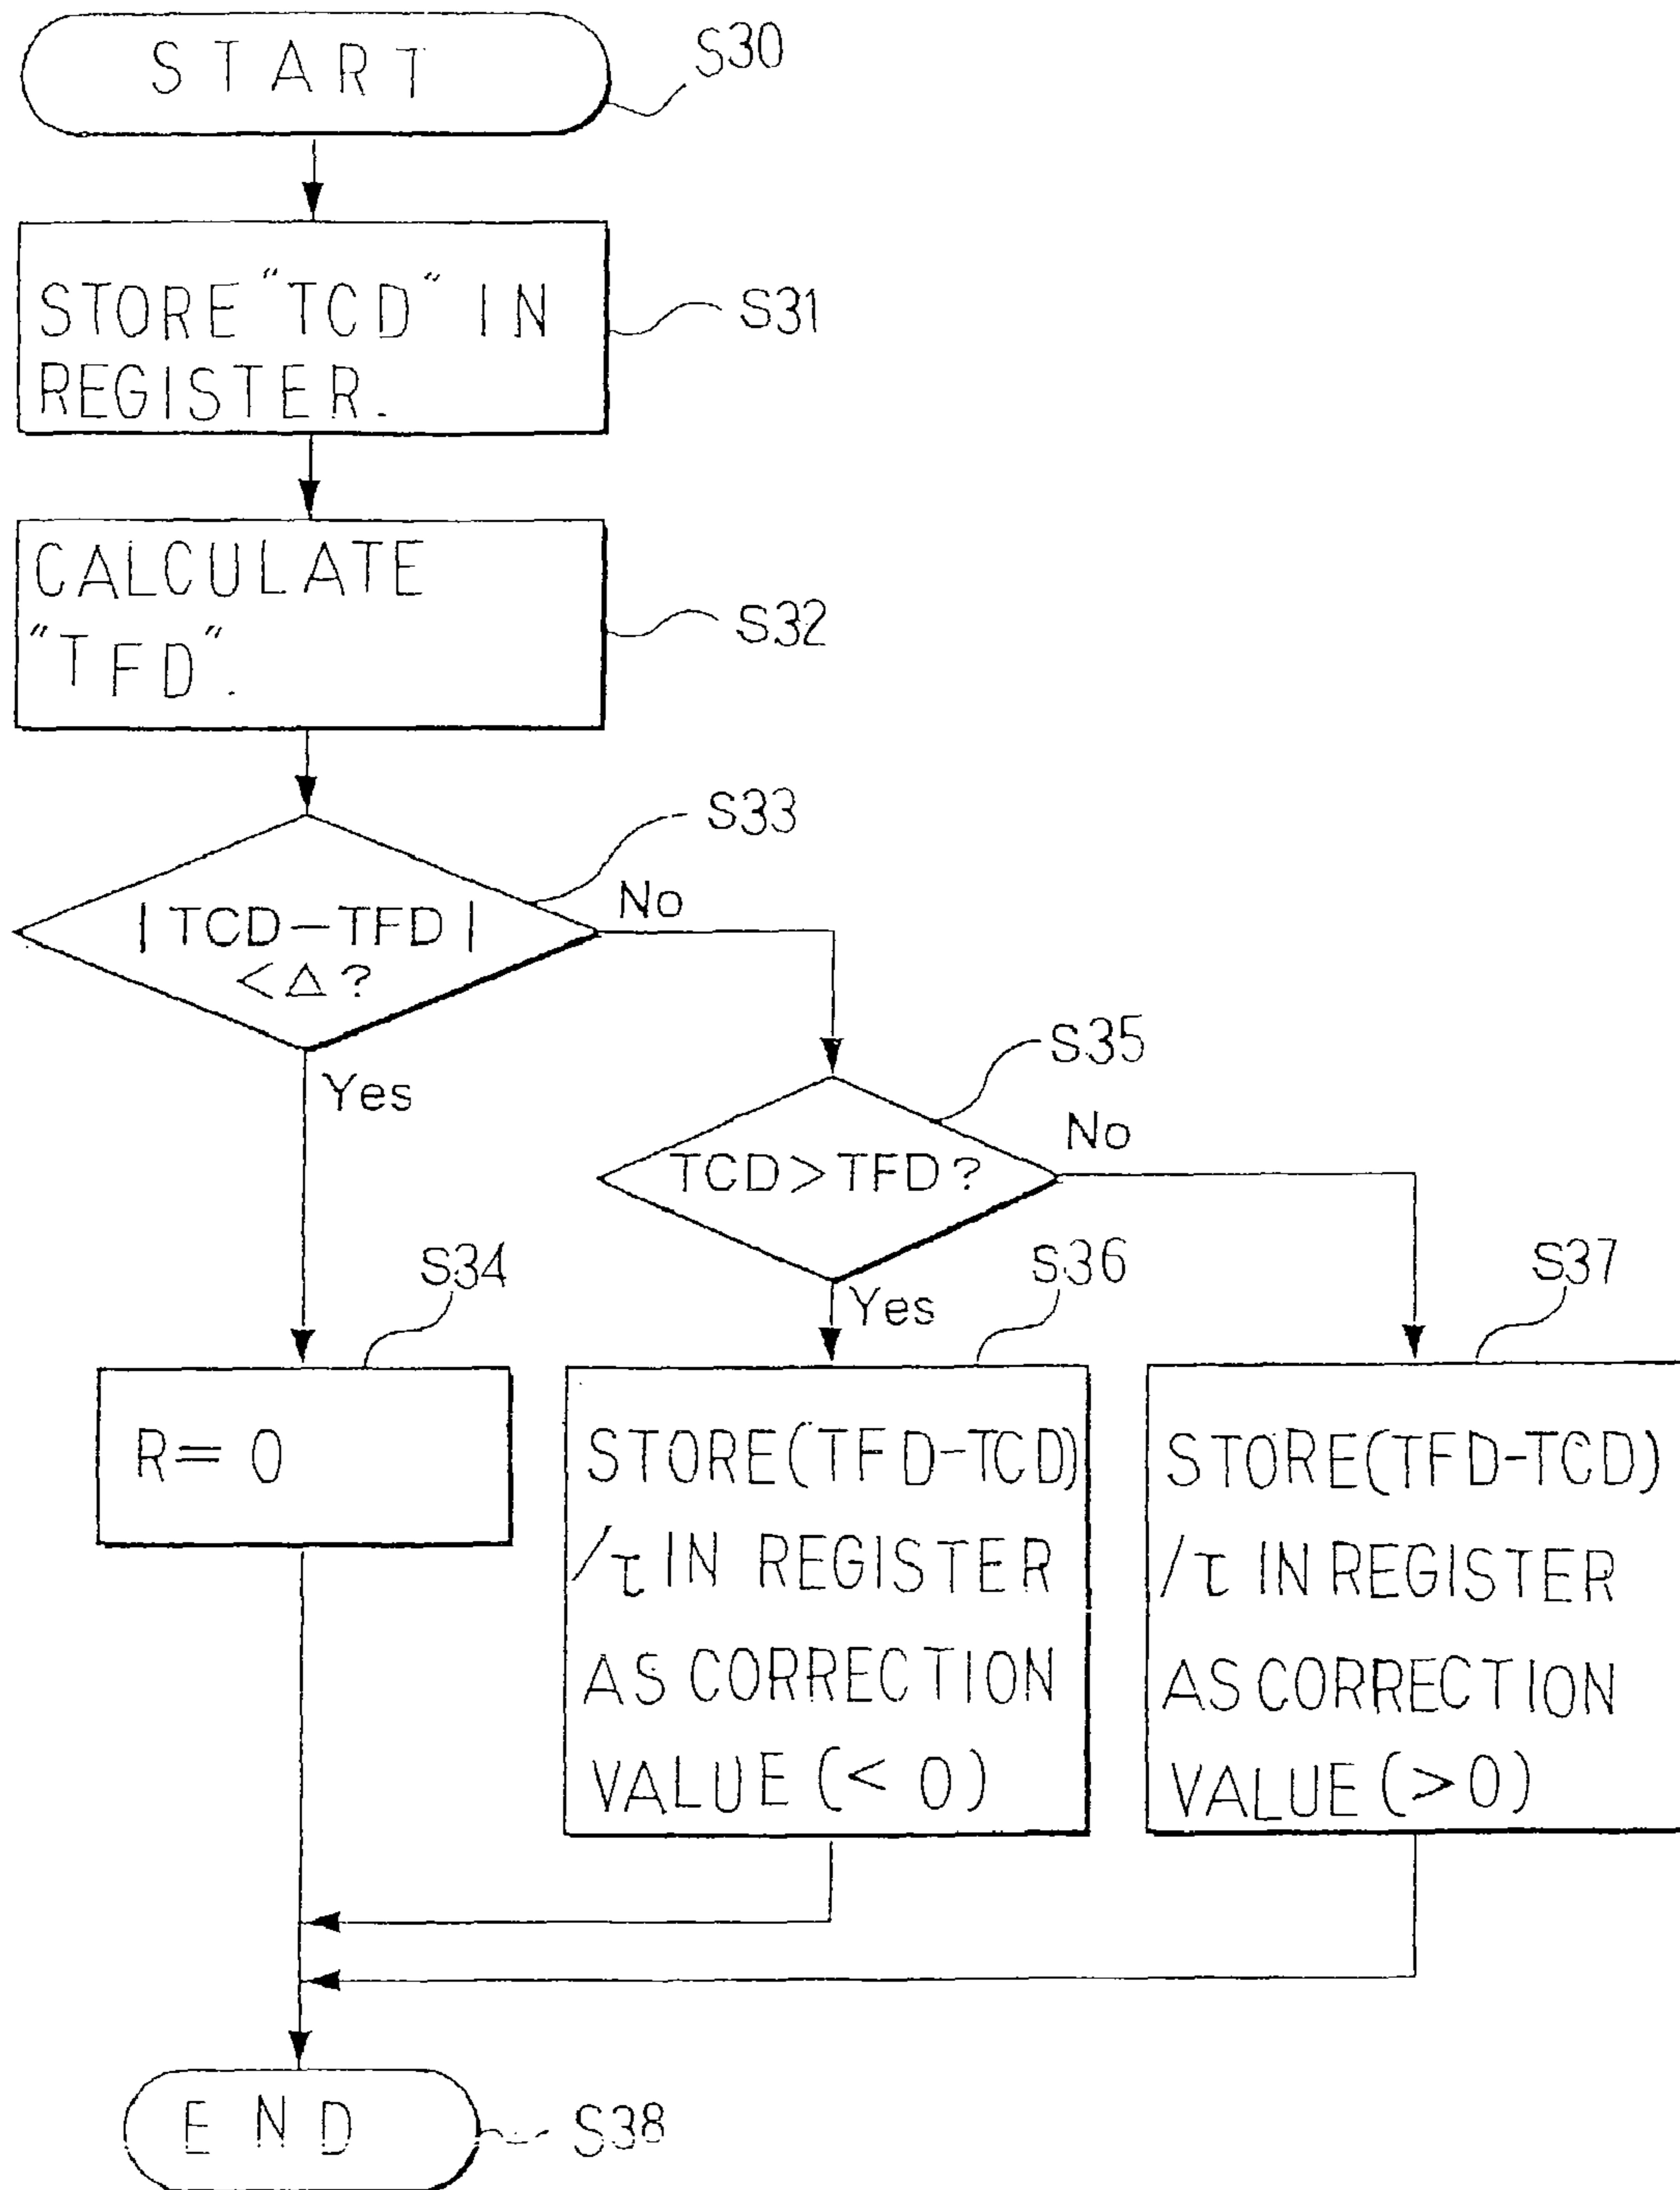 START
S30
STORE "TCD" IN
REGISTER.
S31
CALCULATE
"TFD".
S32
S33
| TCD-TFD |
<Δ?
No
Yes
S35
TCD>TFD?
No
Yes
S34
R=0
S36
STORE(TFD-TCD)
/τ IN REGISTER
AS CORRECTION
VALUE (< 0)
S37
STORE(TFD-TCD)
/τ IN REGISTER
AS CORRECTION
VALUE (>0)
END
S38